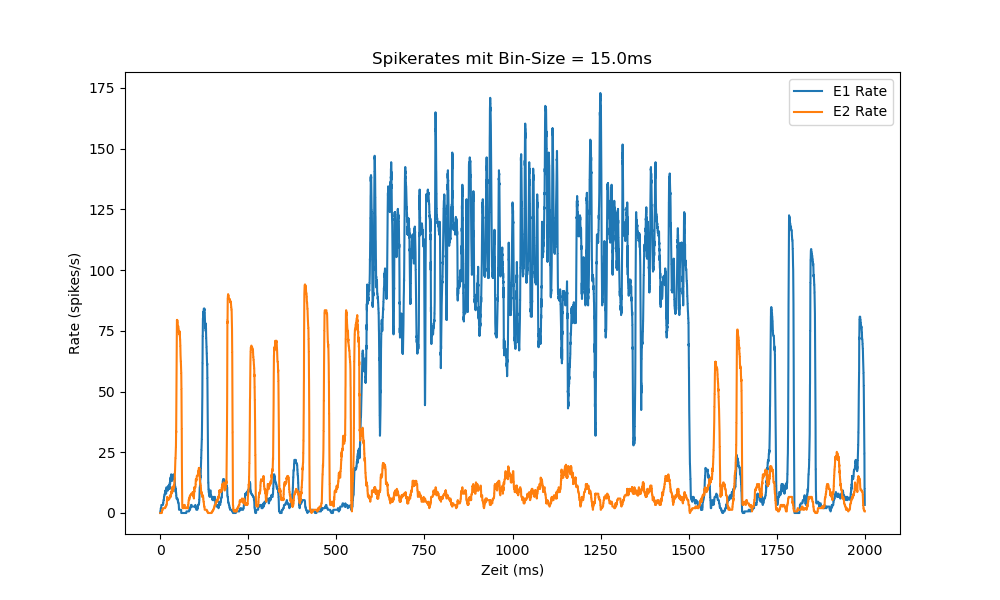 Spikerates mit Bin-Size = 15.0ms
E1 Rate
E2 Rate
Rate (spikes/s)
175
150
125
100
75
50
25
0
0 250 500 750 1000 1250 1500 1750 2000
Zeit (ms)